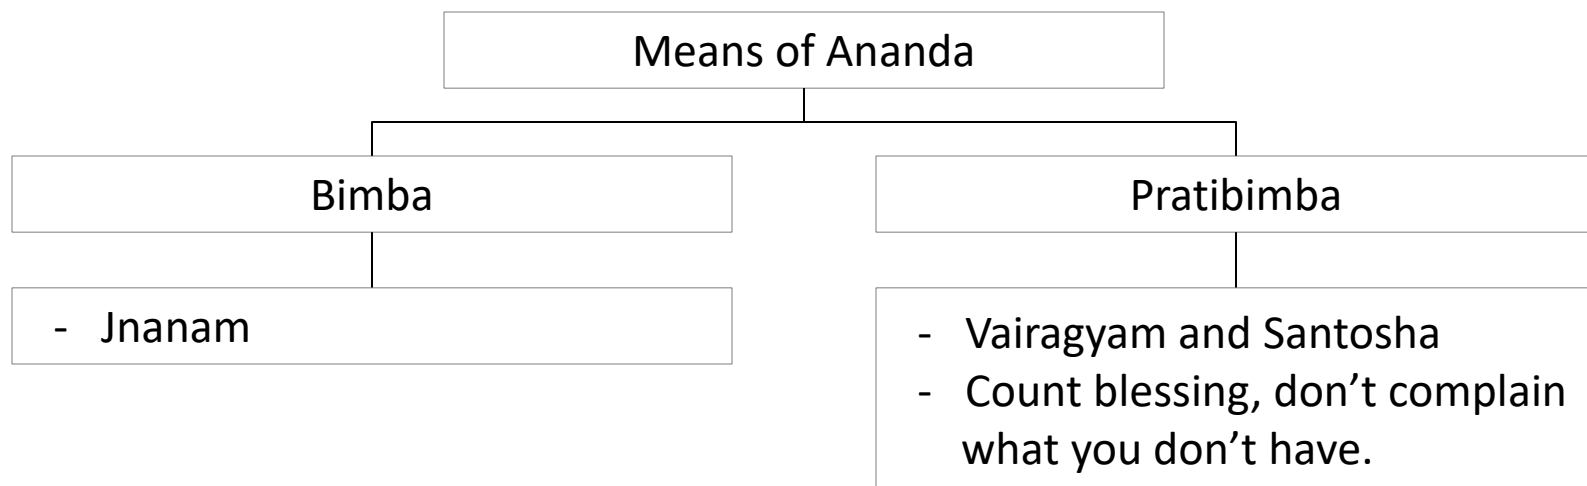 Means of Ananda
Bimba
Pratibimba
- Jnanam
- Vairagyam and Santosha
- Count blessing, don’t complain
what you don’t have.